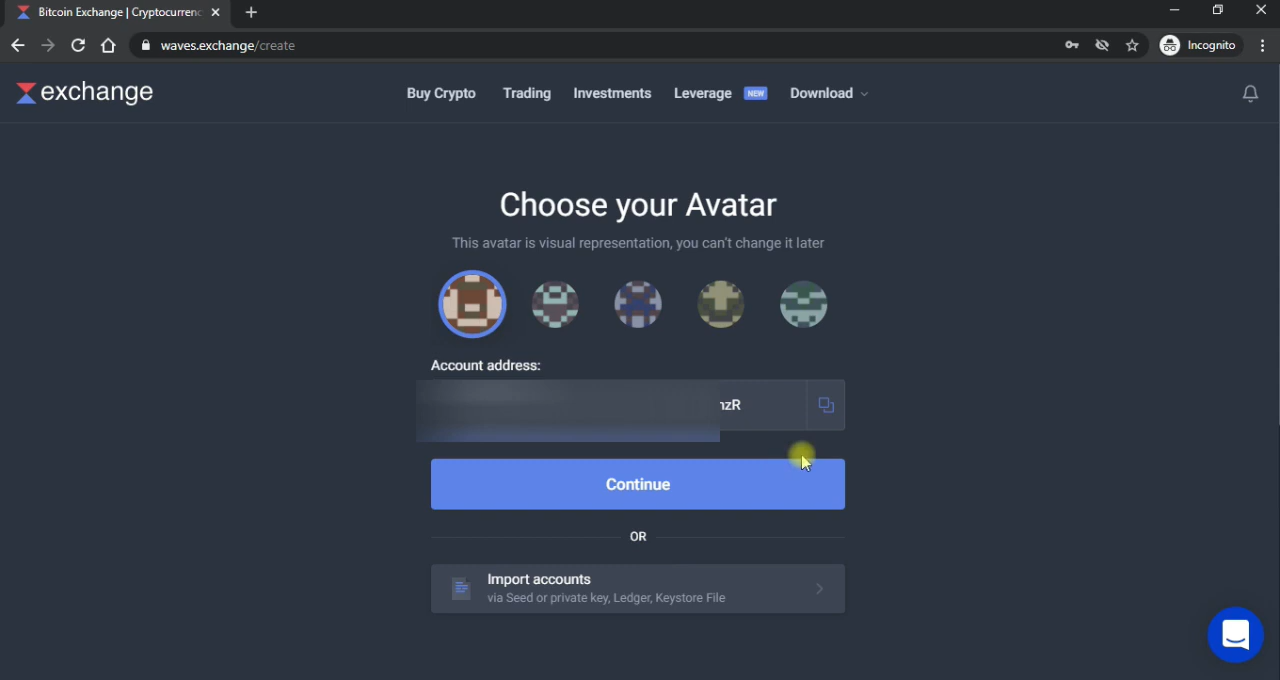 Bitcoin Exchange | Cryptocurrenc
waves.exchange/create
Incognito
exchange
Buy Crypto Trading Investments Leverage NEW Download
Choose your Avatar
This avatar is visual representation, you can't change it later
Account address:
zR
Continue
OR
Import accounts
via Seed or private key, Ledger, Keystore File